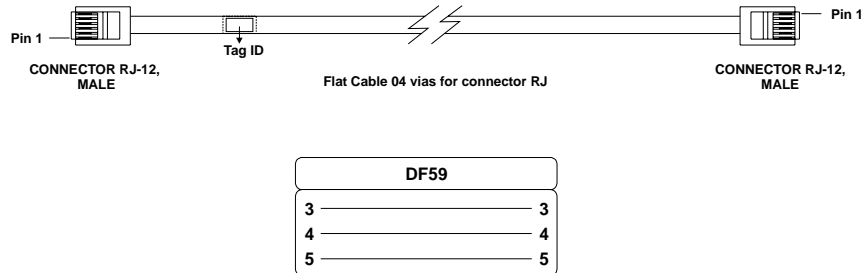 Pin 1
Pin 1
Tag ID
CONNECTOR RJ-12,
MALE
Flat Cable 04 vias for connector RJ
CONNECTOR RJ-12,
MALE
DF59
3 3
4 4
5 5